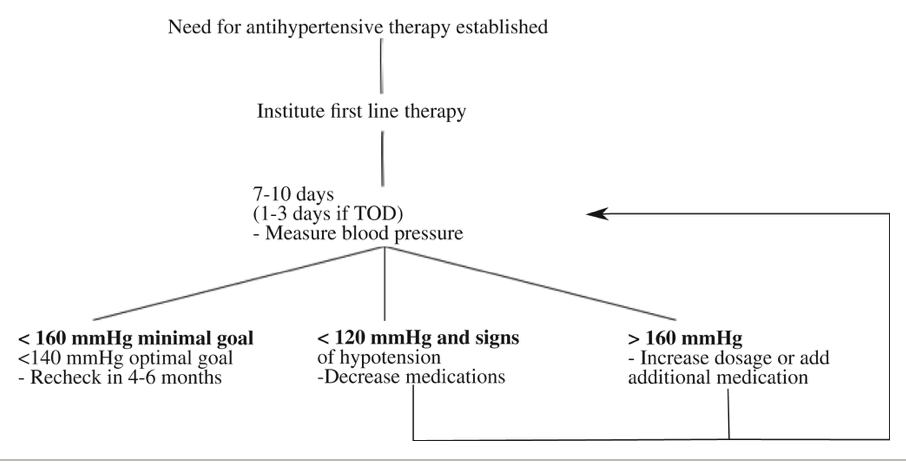 Need for antihypertensive therapy established
Institute first line therapy
7-10 days
(1-3 days if TOD)
- Measure blood pressure
< 160 mmHg minimal goal
<140 mmHg optimal goal
- Recheck in 4-6 months
< 120 mmHg and signs
of hypotension
-Decrease medications
> 160 mmHg
- Increase dosage or add
additional medication